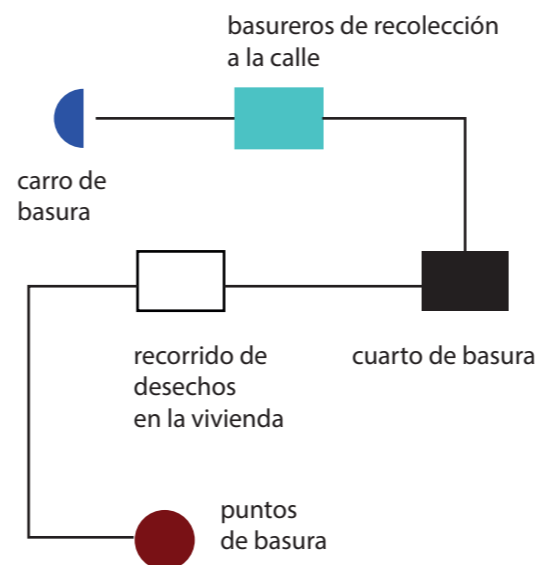 basureros de recolección
a la calle
carro de
basura
recorrido de
desechos
en la vivienda
cuarto de basura
puntos
de basura